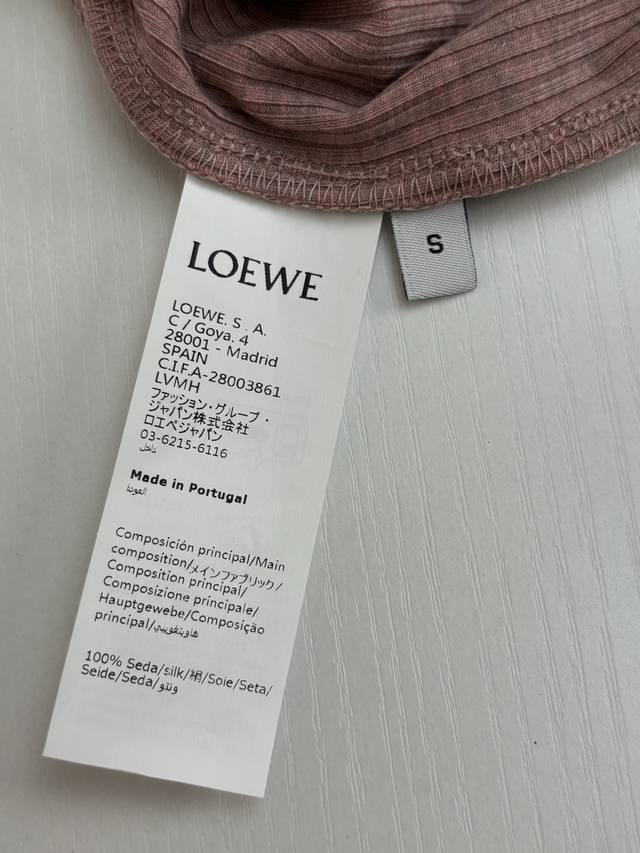 LOEWE
S
LOEWE. S . A.
C / Goya. 4
28001 - Madrid
SPAIN
C.I.F.A-28003861
LVMH
ファッション・グループ・
ジャパン株式会社
ロエベジャパン
03-6215-6116
Made in Portugal
Composición principal/Main
composition/メインファブリック/
Composition principal/
Composizione principale/
Hauptgewebe/Composição
principal/
100% Seda/silk/絹/Soie/Seta/
Seide/Seda/